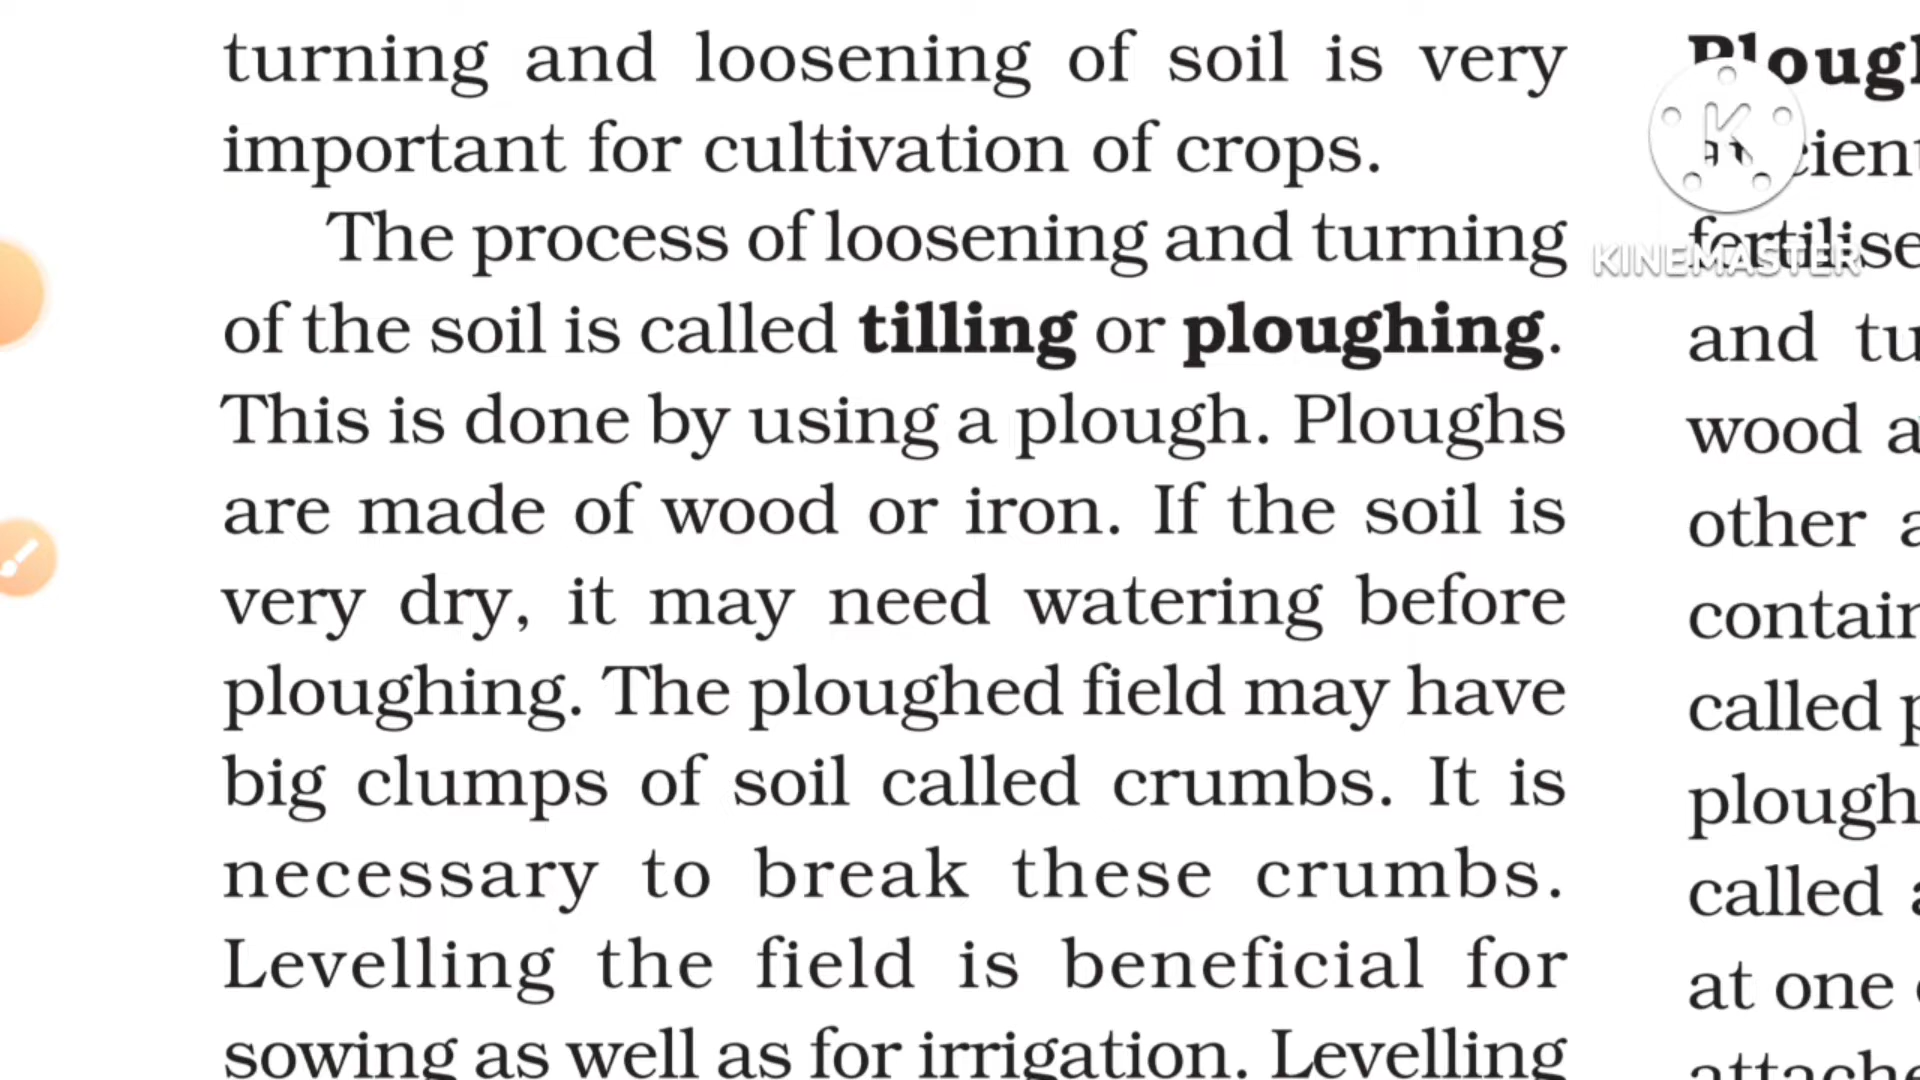 turning and loosening of soil is very
important for cultivation of crops.
The process of loosening and turning
of the soil is called tilling or ploughing.
This is done by using a plough. Ploughs
are made of wood or iron. If the soil is
very dry, it may need watering before
ploughing. The ploughed field may have
big clumps of soil called crumbs. It is
necessary to break these crumbs.
Levelling the field is beneficial for
sowing as well as for irrigation. Levelling
K
KINEMASTER
and
wood
other
called
plough
called
at one